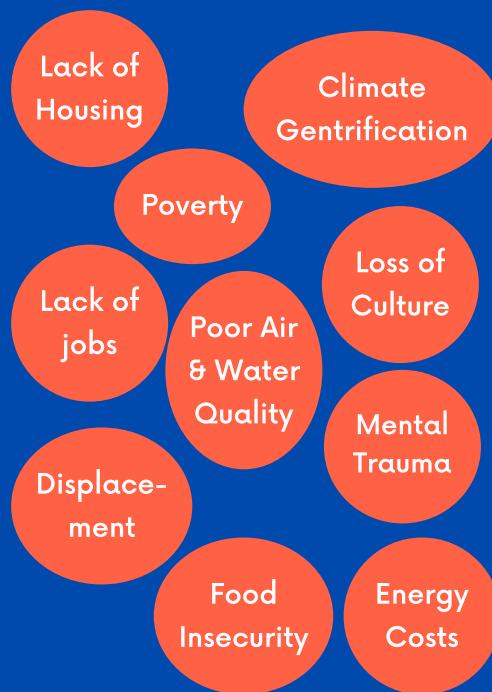 Lack of
Housing
Climate
Gentrification
Poverty
Loss of
Culture
Lack of
jobs
Poor Air
& Water
Quality
Mental
Trauma
Displace-
ment
Food
Insecurity
Energy
Costs